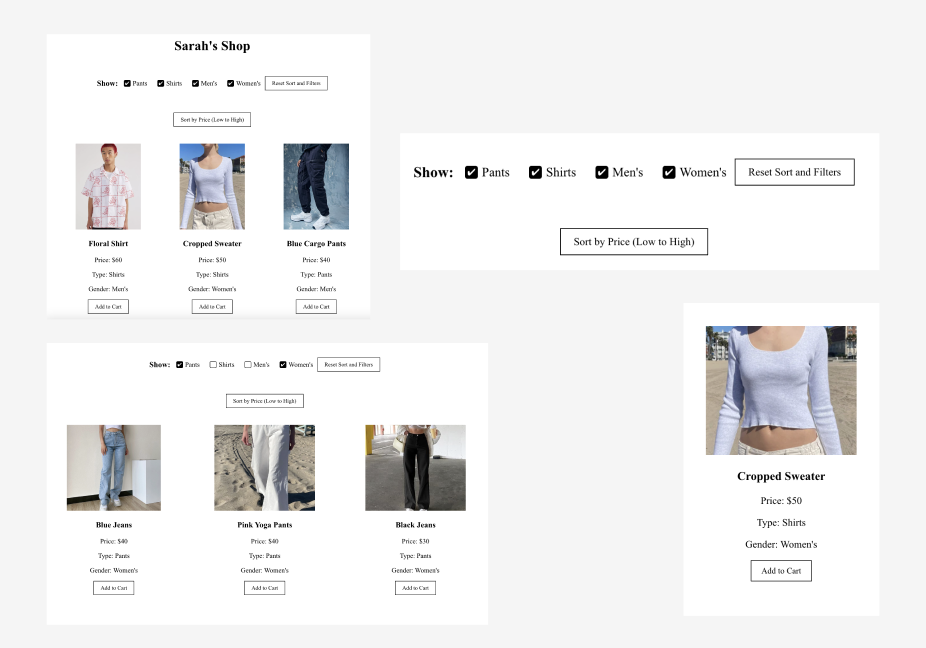 Sarah's Shop
Show: Pants Shirts Men's Women's Reset Sort and Filters
Sort by Price (Low to High)
Floral Shirt Cropped Sweater Blue Cargo Pants
Price: $60 Price: $50 Price: $40
Type: Shirts Type: Shirts Type: Pants
Gender: Men's Gender: Women's Gender: Men's
Add to Cart Add to Cart Add to Cart
Show: Pants Shirts Men's Women's Reset Sort and Filters
Sort by Price (Low to High)
Show: Pants Shirts Men's Women's Reset Sort and Filters
Sort by Price (Low to High)
Blue Jeans Pink Yoga Pants Black Jeans
Price: $40 Price: $40 Price: $30
Type: Pants Type: Pants Type: Pants
Gender: Women's Gender: Women's Gender: Women's
Add to Cart Add to Cart Add to Cart
Cropped Sweater
Price: $50
Type: Shirts
Gender: Women's
Add to Cart